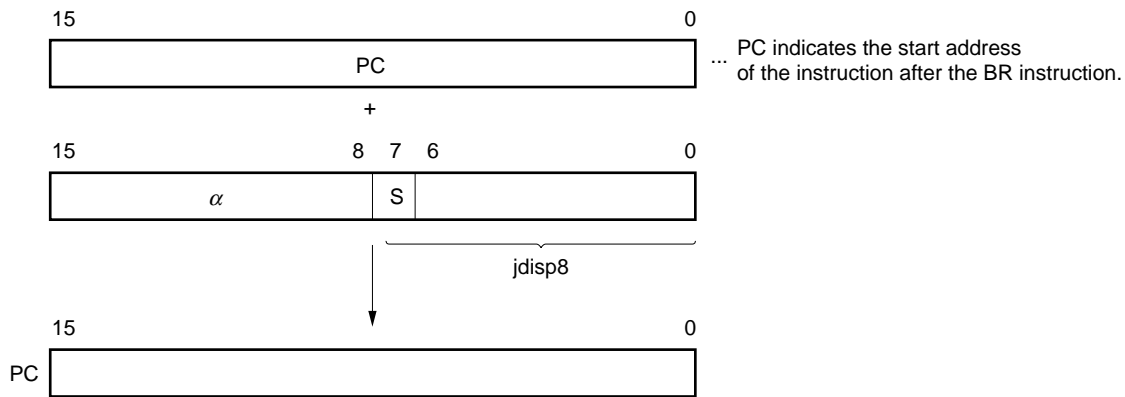 15 0
PC
... PC indicates the start address
of the instruction after the BR instruction.
+
15 8 7 6 0
α S
jdisp8
15 0
PC